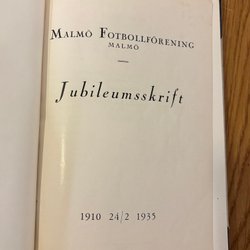 Malmö Fotbollförening
Malmö
Jubileumsskrift
1910 24/2 1935